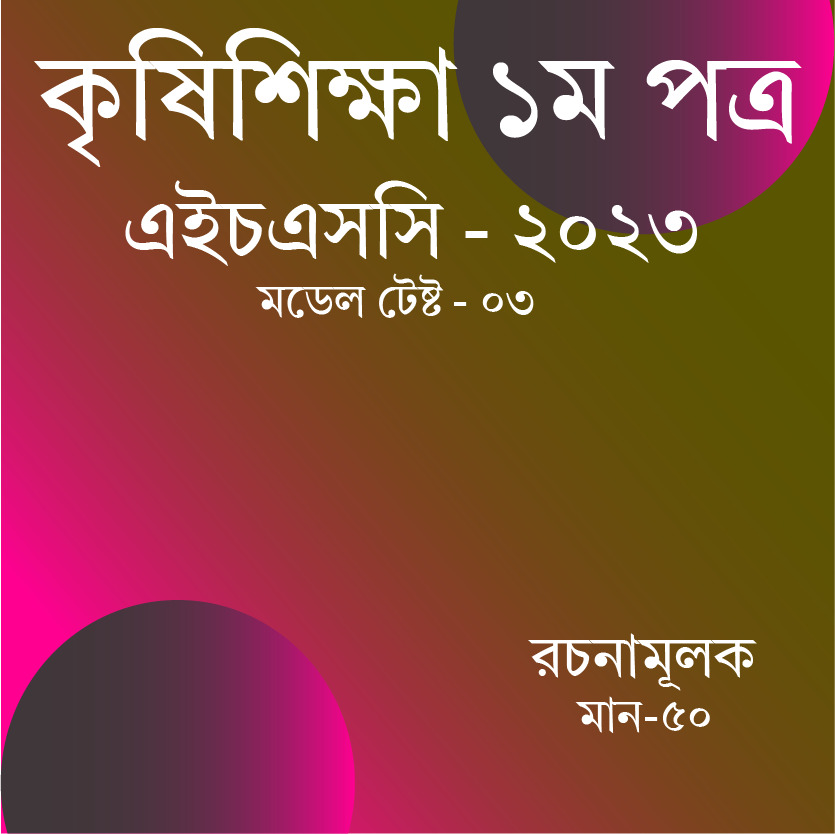 কৃষিশিক্ষা ১ম পত্র
এইচএসসি - ২০২৩
মডেল টেষ্ট - ০৩
রচনামূলক
মান-৫০